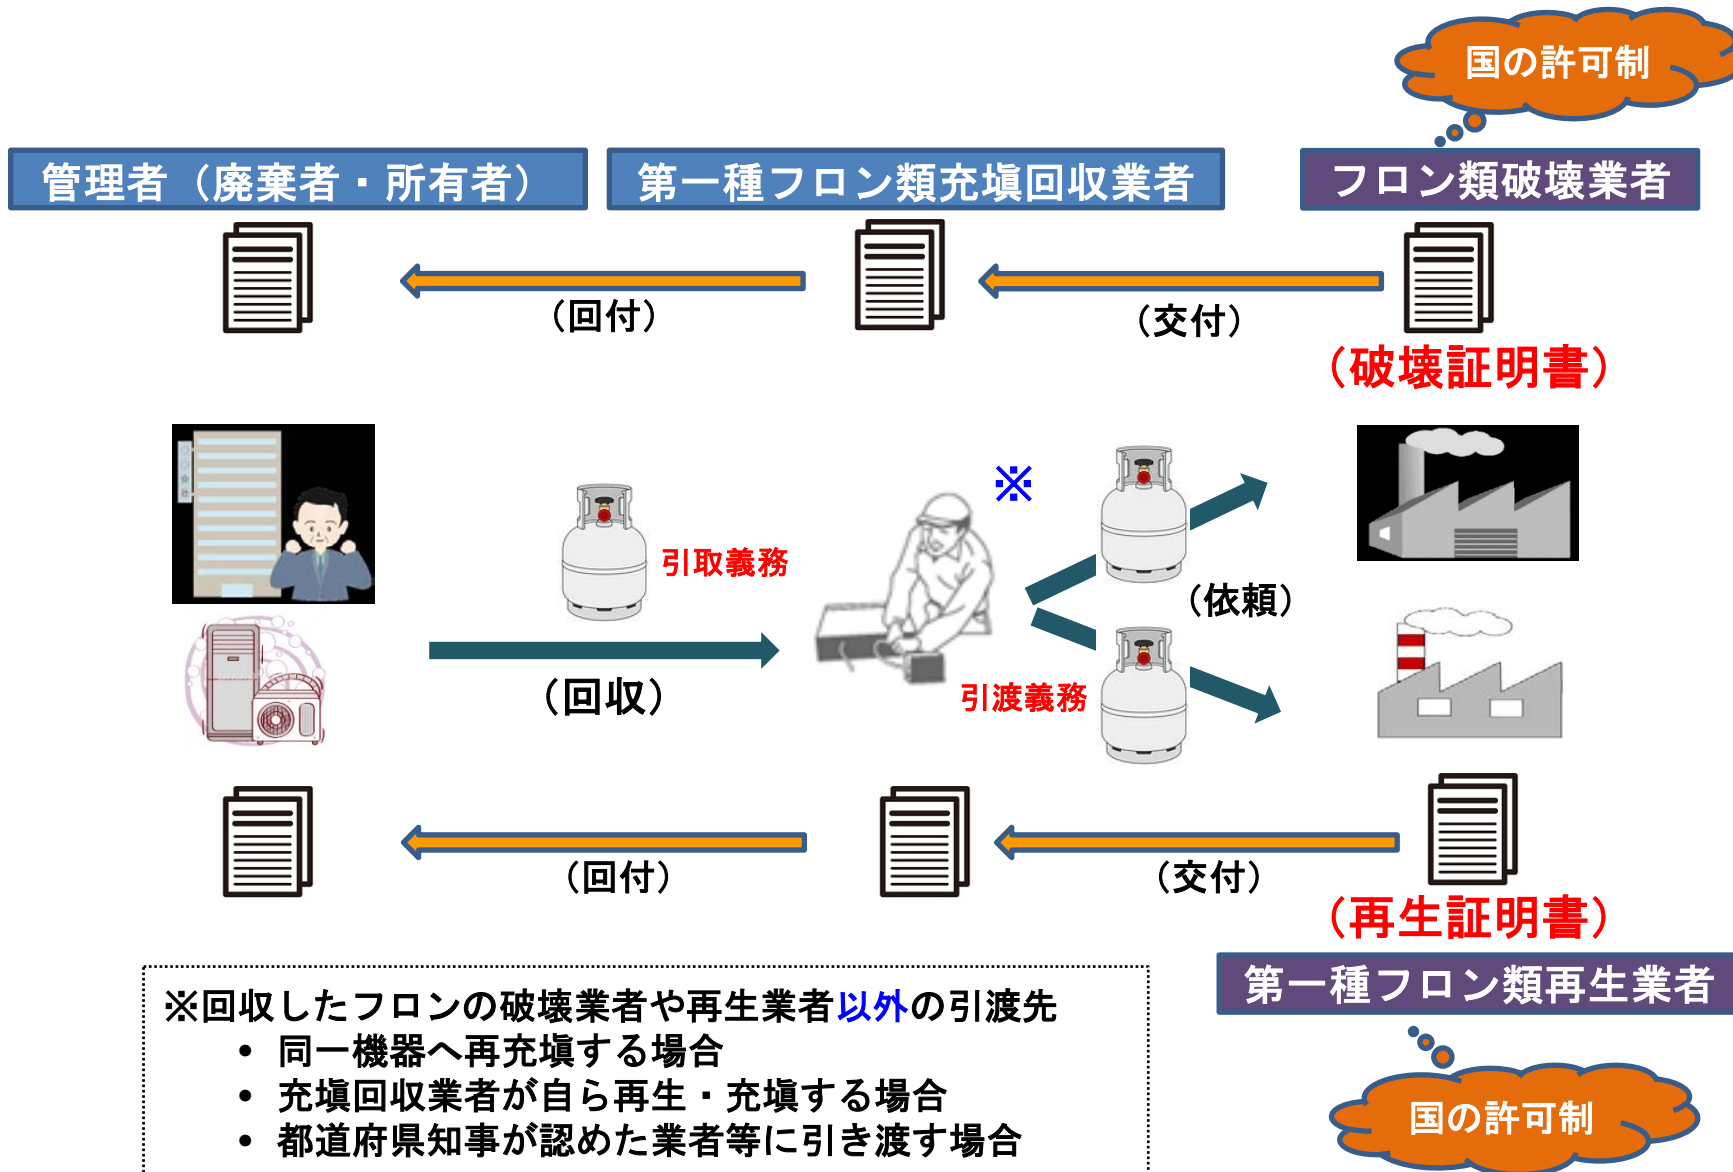 国の許可制
管理者（廃棄者・所有者）
第一種フロン類充塡回収業者
フロン類破壊業者
（回付）
（交付）
（破壊証明書）
※
引取義務
（依頼）
（回収）
引渡義務
（回付）
（交付）
（再生証明書）
第一種フロン類再生業者
※回収したフロンの破壊業者や再生業者以外の引渡先
• 同一機器へ再充塡する場合
• 充塡回収業者が自ら再生・充塡する場合
• 都道府県知事が認めた業者等に引き渡す場合
国の許可制